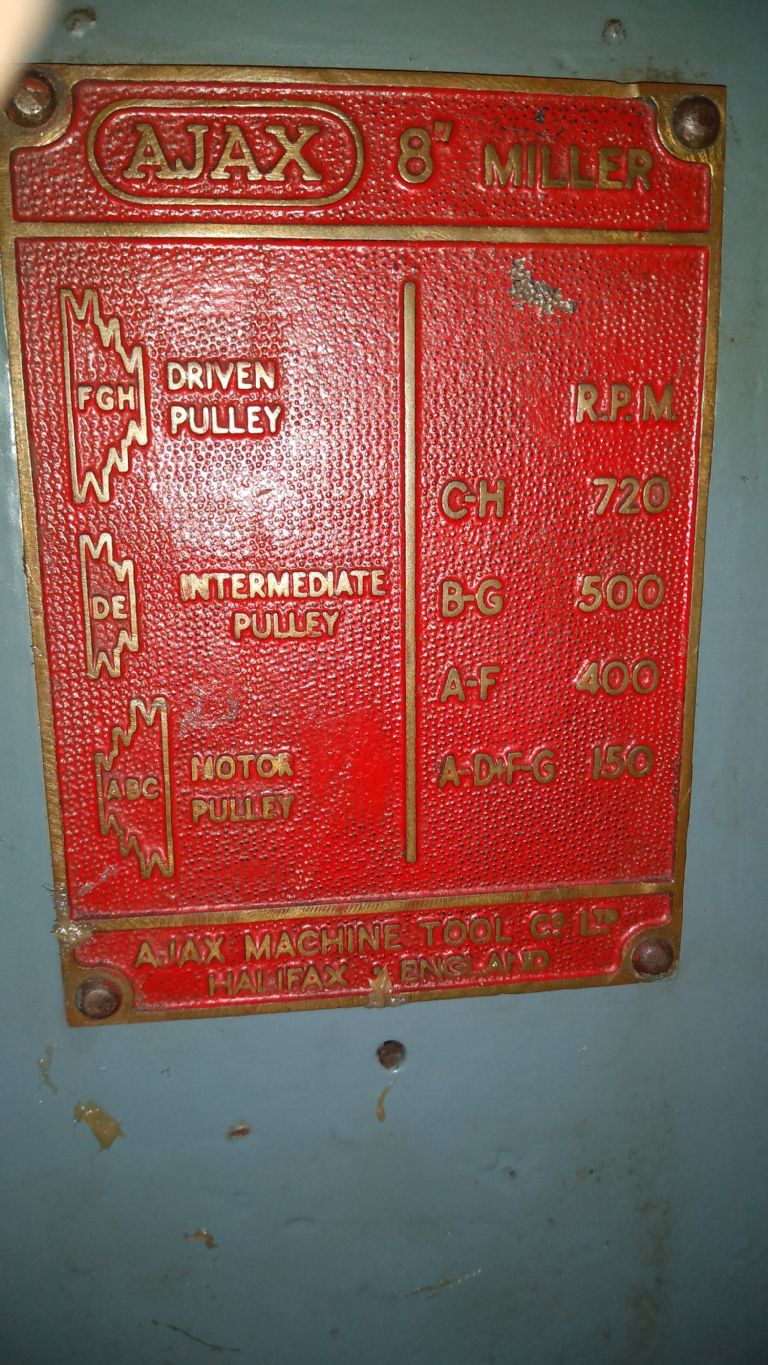 AJAX 8" MILLER
FGH
DRIVEN
PULLEY
DE
INTERMEDIATE
PULLEY
ABC
MOTOR
PULLEY
R.P.M.
C-H 720
B-G 500
A-F 400
A-D+F-G 150
AJAX MACHINE TOOL CO LTD
HALIFAX • ENGLAND